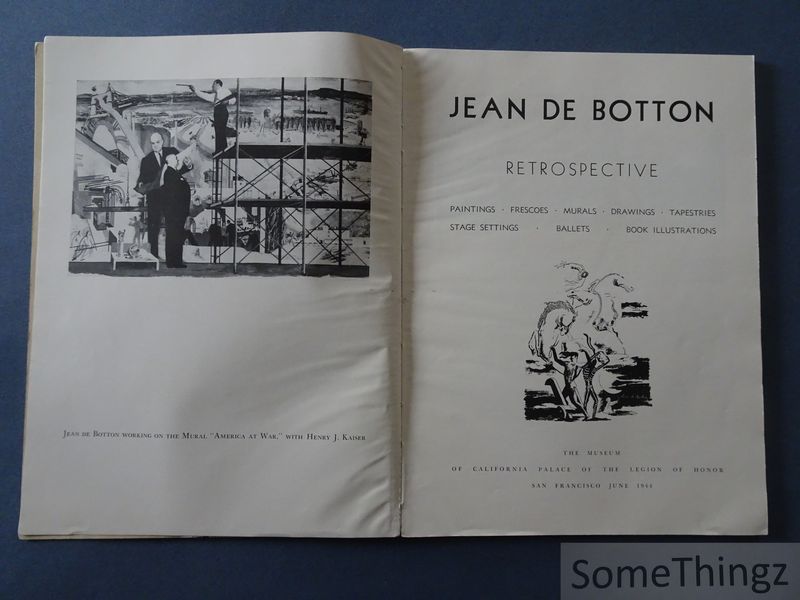 JEAN DE BOTTON WORKING ON THE MURAL "AMERICA AT WAR," WITH HENRY J. KAISER
JEAN DE BOTTON
RETROSPECTIVE
PAINTINGS · FRESCOES · MURALS · DRAWINGS · TAPESTRIES
STAGE SETTINGS · BALLETS · BOOK ILLUSTRATIONS
THE MUSEUM
OF CALIFORNIA PALACE OF THE LEGION OF HONOR
SAN FRANCISCO JUNE 1944
SomeThingz